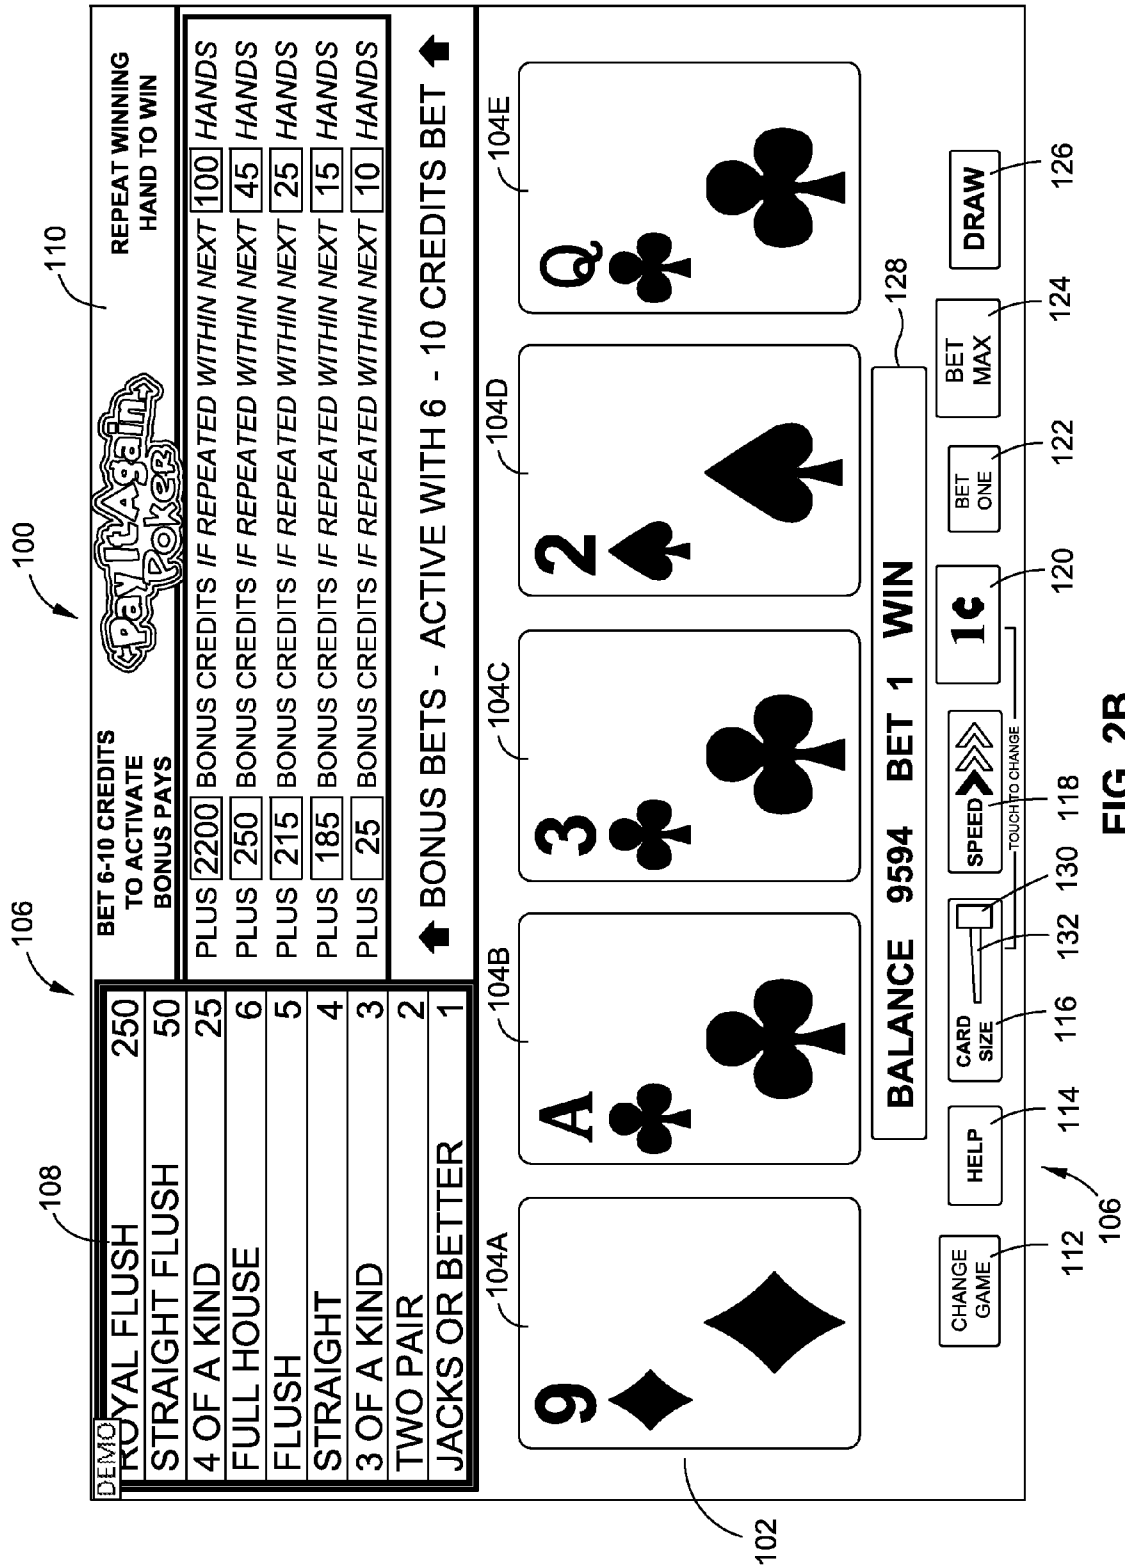 100
106
108
110
DEMO
ROYAL FLUSH 250
STRAIGHT FLUSH 50
4 OF A KIND 25
FULL HOUSE 6
FLUSH 5
STRAIGHT 4
3 OF A KIND 3
TWO PAIR 2
JACKS OR BETTER 1
BET 6-10 CREDITS
TO ACTIVATE
BONUS PAYS
Pay It Again
Poker
REPEAT WINNING
HAND TO WIN
PLUS 2200 BONUS CREDITS IF REPEATED WITHIN NEXT 100 HANDS
PLUS 250 BONUS CREDITS IF REPEATED WITHIN NEXT 45 HANDS
PLUS 215 BONUS CREDITS IF REPEATED WITHIN NEXT 25 HANDS
PLUS 185 BONUS CREDITS IF REPEATED WITHIN NEXT 15 HANDS
PLUS 25 BONUS CREDITS IF REPEATED WITHIN NEXT 10 HANDS
BONUS BETS - ACTIVE WITH 6 - 10 CREDITS BET
104A 104B 104C 104D 104E
9 A 3 2 Q
102
128
BALANCE 9594 BET 1 WIN
CHANGE
GAME
HELP
CARD
SIZE
SPEED
1¢
BET
ONE
BET
MAX
DRAW
TOUCH TO CHANGE
112 114 116 132 130 118 120 122 124 126
106
FIG. 2B